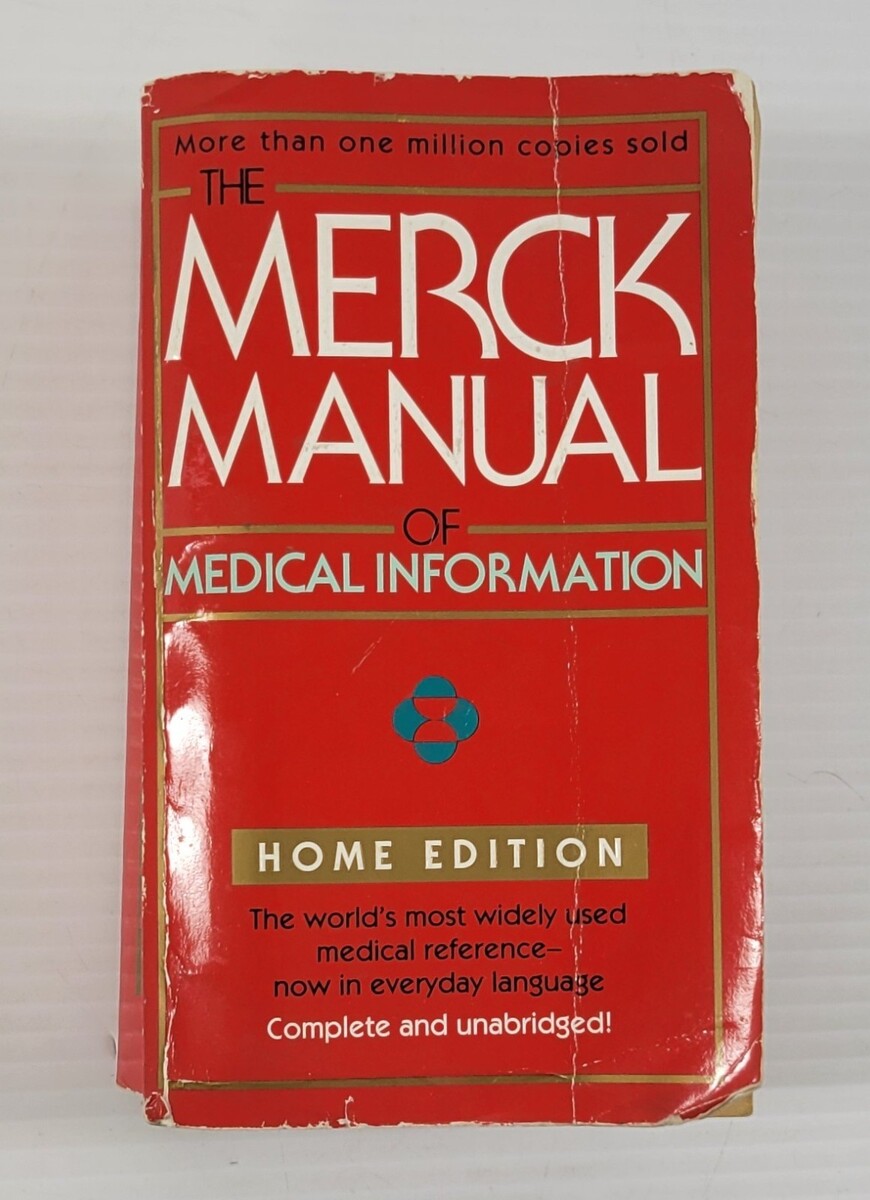 More than one million copies sold
THE
MERCK
MANUAL
OF
MEDICAL INFORMATION
HOME EDITION
The world's most widely used
medical reference–
now in everyday language
Complete and unabridged!